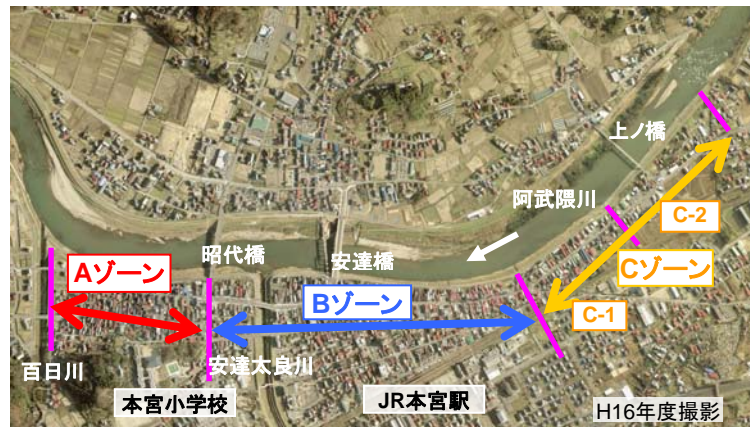 上ノ橋
阿武隈川
C-2
昭代橋
安達橋
Cゾーン
Aゾーン
Bゾーン
C-1
百日川
安達太良川
本宮小学校
JR本宮駅
H16年度撮影